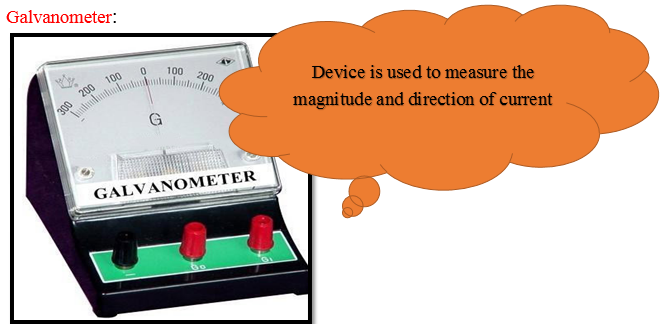 Galvanometer:
Device is used to measure the
magnitude and direction of current
300 200 100 0 100 200
G
GALVANOMETER